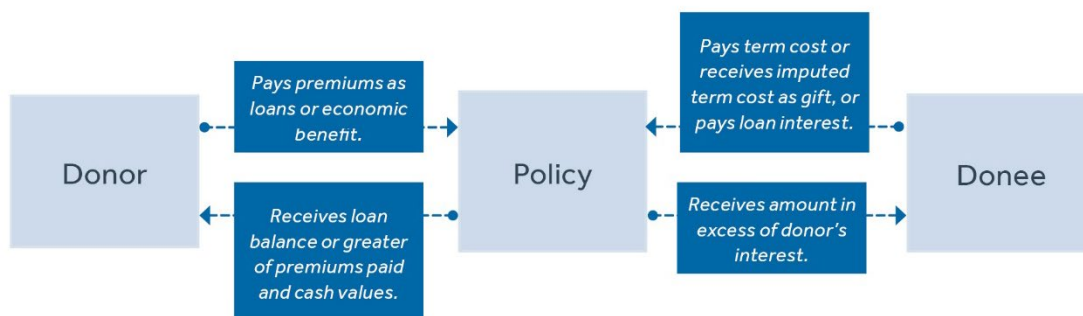 Donor
Pays premiums as
loans or economic
benefit.
Receives loan
balance or greater
of premiums paid
and cash values.
Policy
Pays term cost or
receives imputed
term cost as gift, or
pays loan interest.
Receives amount in
excess of donor's
interest.
Donee